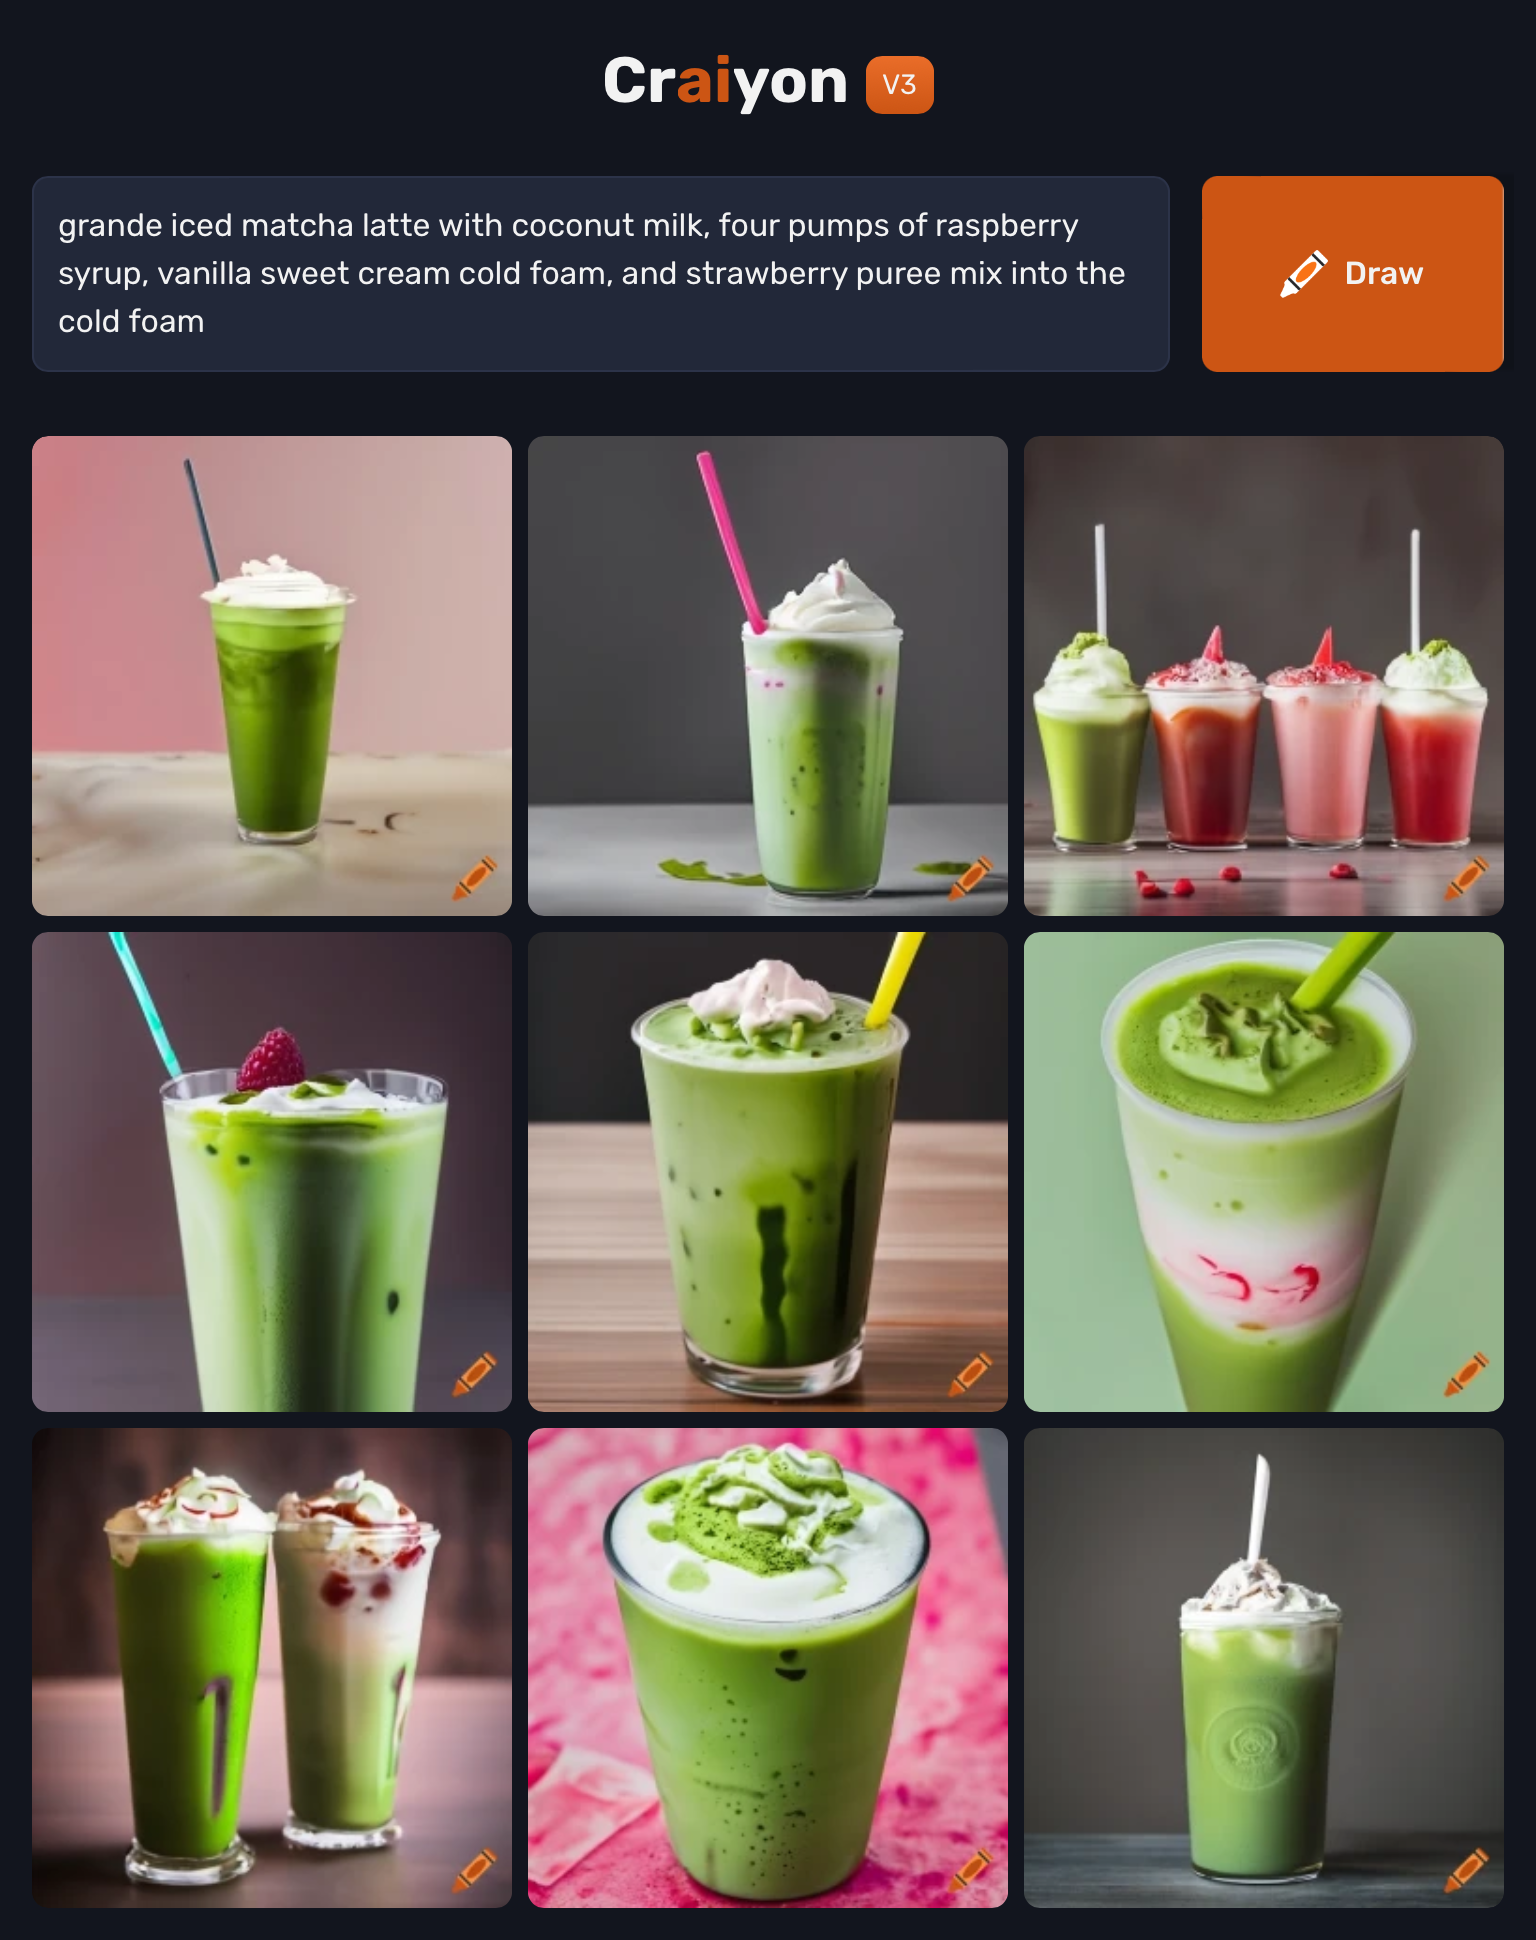 Craiyon V3
grande iced matcha latte with coconut milk, four pumps of raspberry
syrup, vanilla sweet cream cold foam, and strawberry puree mix into the
cold foam
Draw